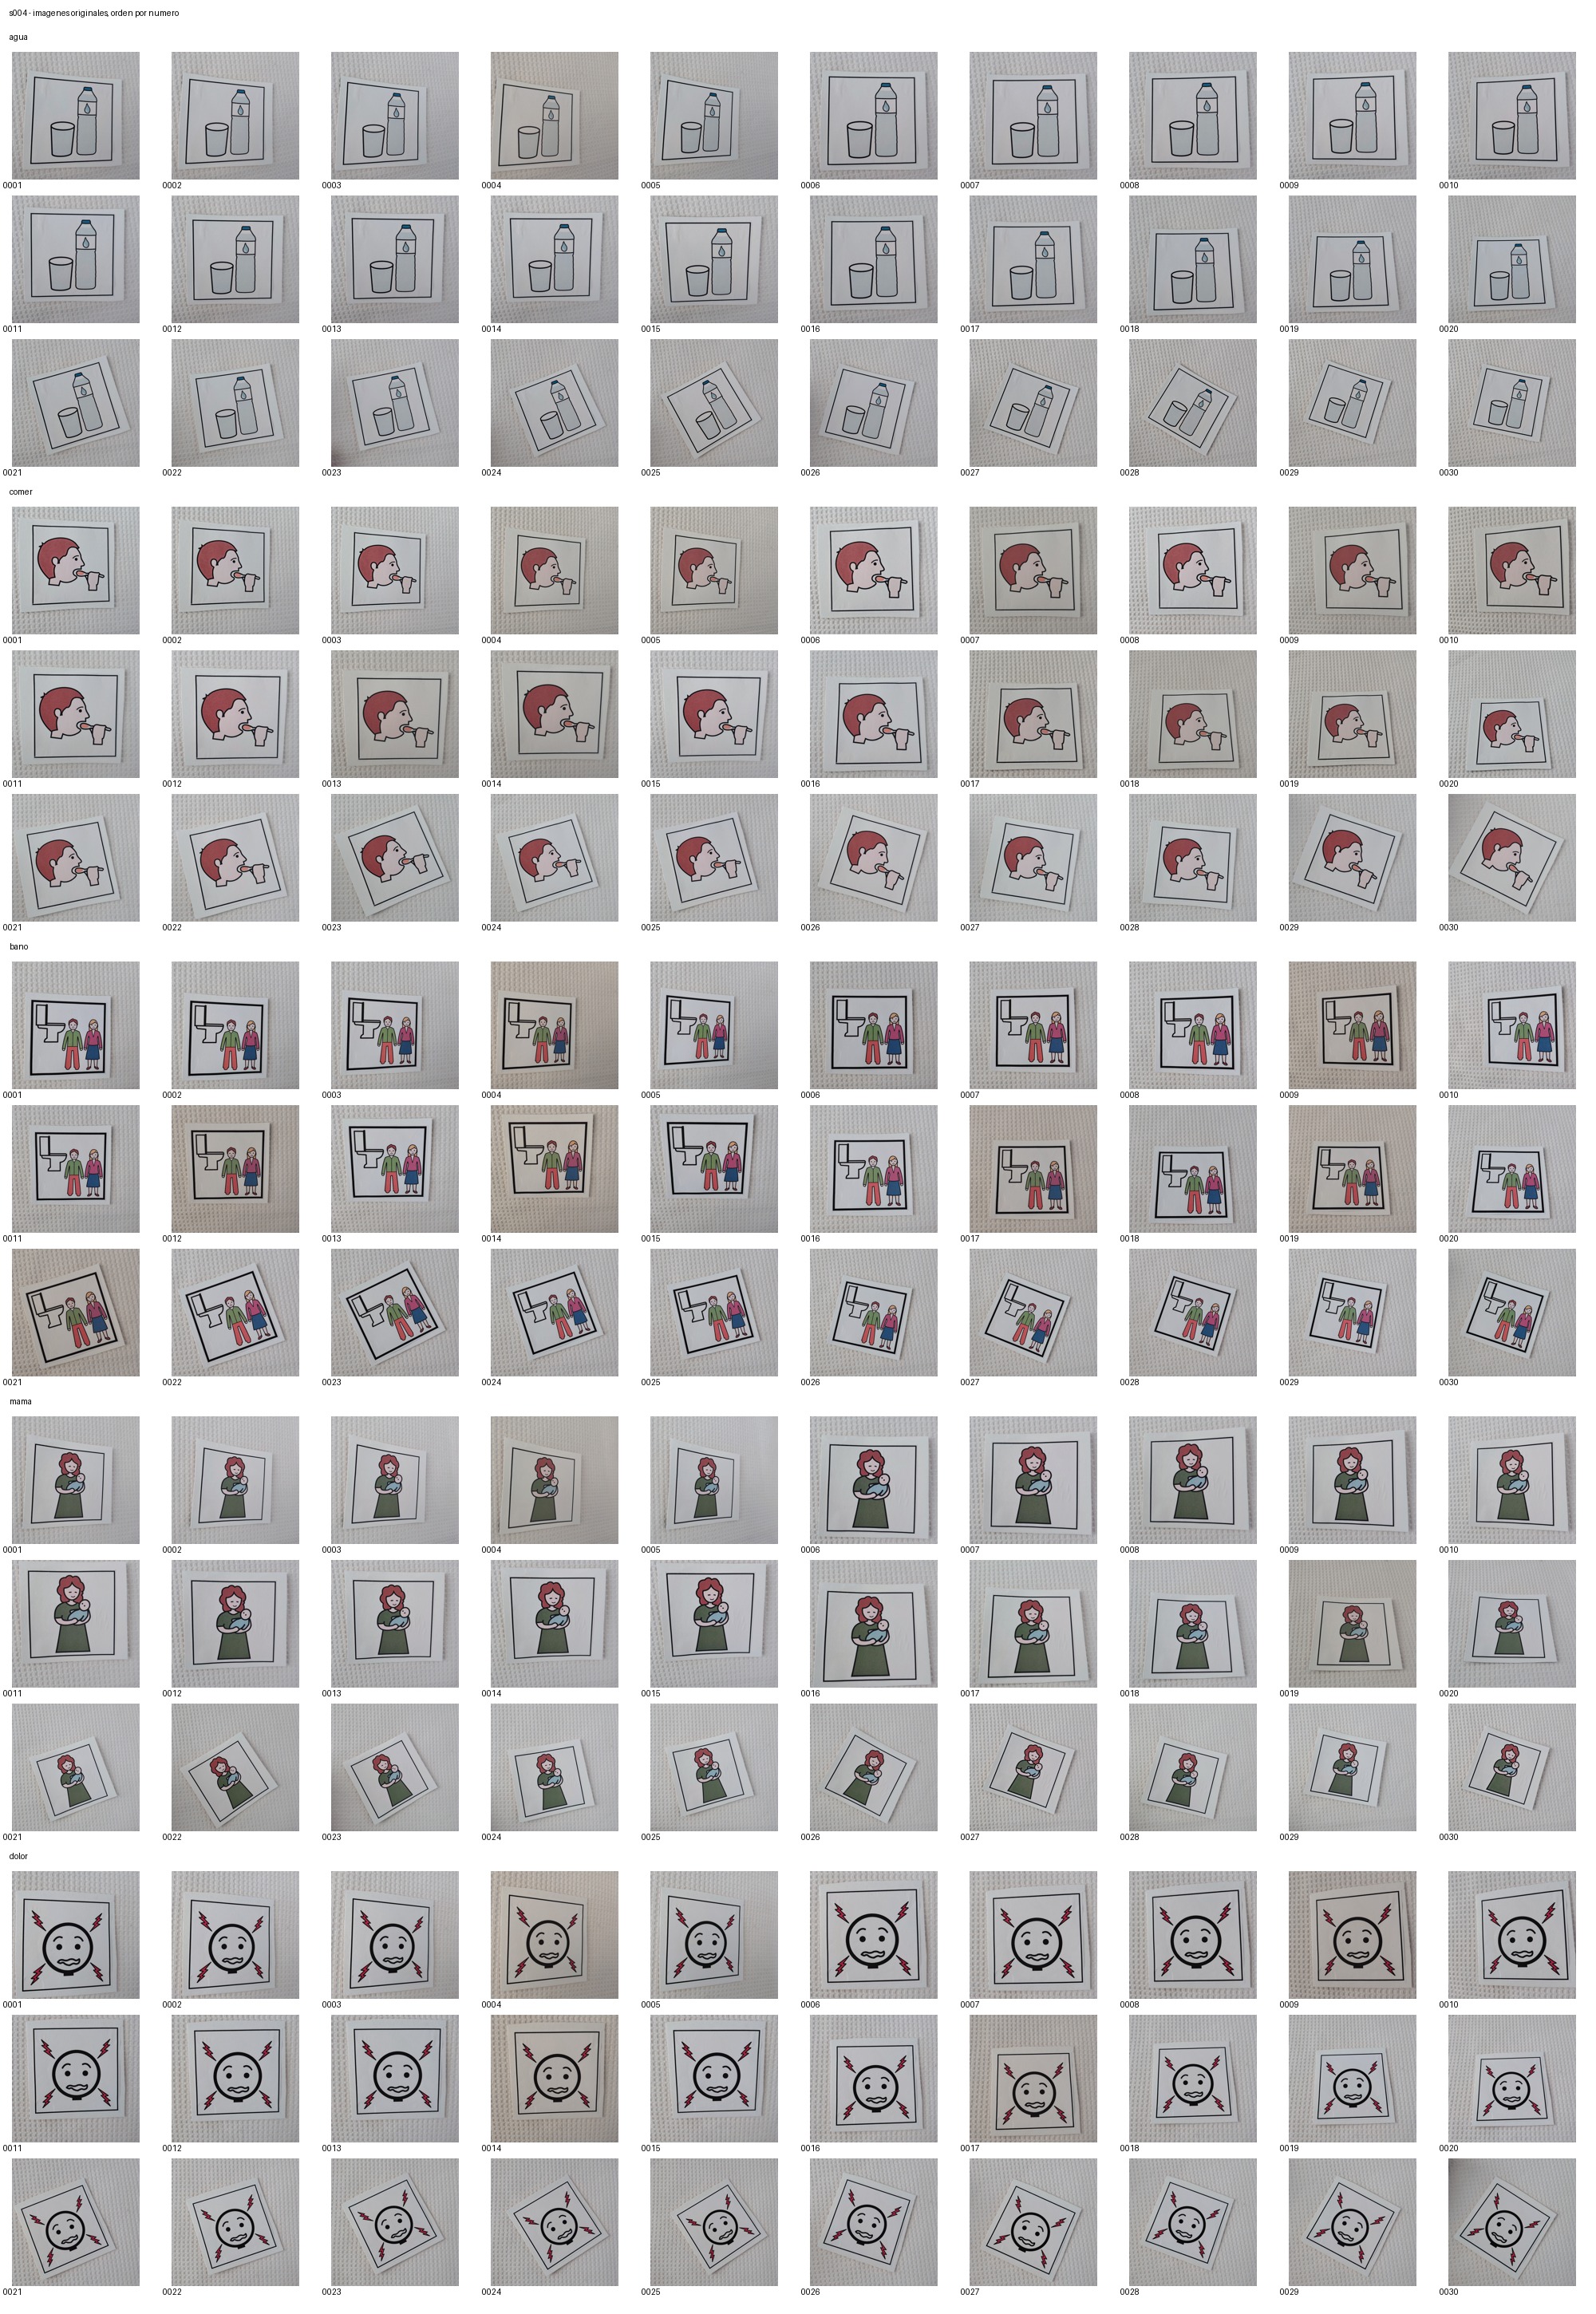 s004 - imagenes originales, orden por numero
agua
0001 0002 0003 0004 0005 0006 0007 0008 0009 0010
0011 0012 0013 0014 0015 0016 0017 0018 0019 0020
0021 0022 0023 0024 0025 0026 0027 0028 0029 0030
comer
0001 0002 0003 0004 0005 0006 0007 0008 0009 0010
0011 0012 0013 0014 0015 0016 0017 0018 0019 0020
0021 0022 0023 0024 0025 0026 0027 0028 0029 0030
bano
0001 0002 0003 0004 0005 0006 0007 0008 0009 0010
0011 0012 0013 0014 0015 0016 0017 0018 0019 0020
0021 0022 0023 0024 0025 0026 0027 0028 0029 0030
mama
0001 0002 0003 0004 0005 0006 0007 0008 0009 0010
0011 0012 0013 0014 0015 0016 0017 0018 0019 0020
0021 0022 0023 0024 0025 0026 0027 0028 0029 0030
dolor
0001 0002 0003 0004 0005 0006 0007 0008 0009 0010
0011 0012 0013 0014 0015 0016 0017 0018 0019 0020
0021 0022 0023 0024 0025 0026 0027 0028 0029 0030